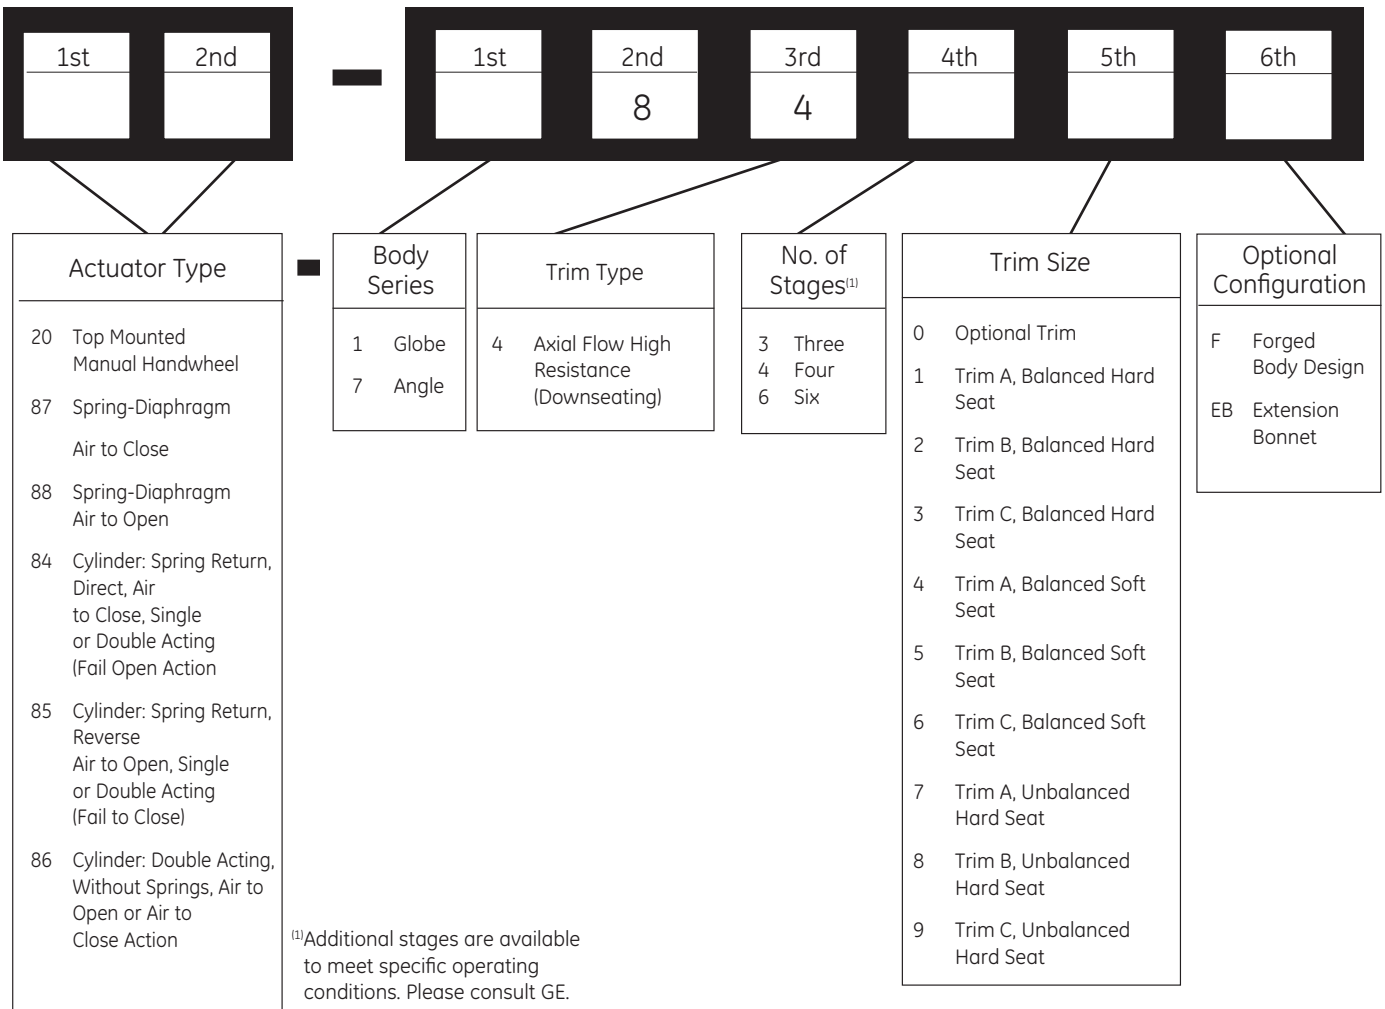 1st 2nd 1st 2nd 3rd 4th 5th 6th
8 4
Actuator Type
20 Top Mounted
Manual Handwheel
87 Spring-Diaphragm
Air to Close
88 Spring-Diaphragm
Air to Open
84 Cylinder: Spring Return,
Direct, Air
to Close, Single
or Double Acting
(Fail Open Action
85 Cylinder: Spring Return,
Reverse
Air to Open, Single
or Double Acting
(Fail to Close)
86 Cylinder: Double Acting,
Without Springs, Air to
Open or Air to
Close Action
Body
Series
1 Globe
7 Angle
Trim Type
4 Axial Flow High
Resistance
(Downseating)
No. of
Stages(1)
3 Three
4 Four
6 Six
Trim Size
0 Optional Trim
1 Trim A, Balanced Hard
Seat
2 Trim B, Balanced Hard
Seat
3 Trim C, Balanced Hard
Seat
4 Trim A, Balanced Soft
Seat
5 Trim B, Balanced Soft
Seat
6 Trim C, Balanced Soft
Seat
7 Trim A, Unbalanced
Hard Seat
8 Trim B, Unbalanced
Hard Seat
9 Trim C, Unbalanced
Hard Seat
Optional
Configuration
F Forged
Body Design
EB Extension
Bonnet
(1)Additional stages are available
to meet specific operating
conditions. Please consult GE.